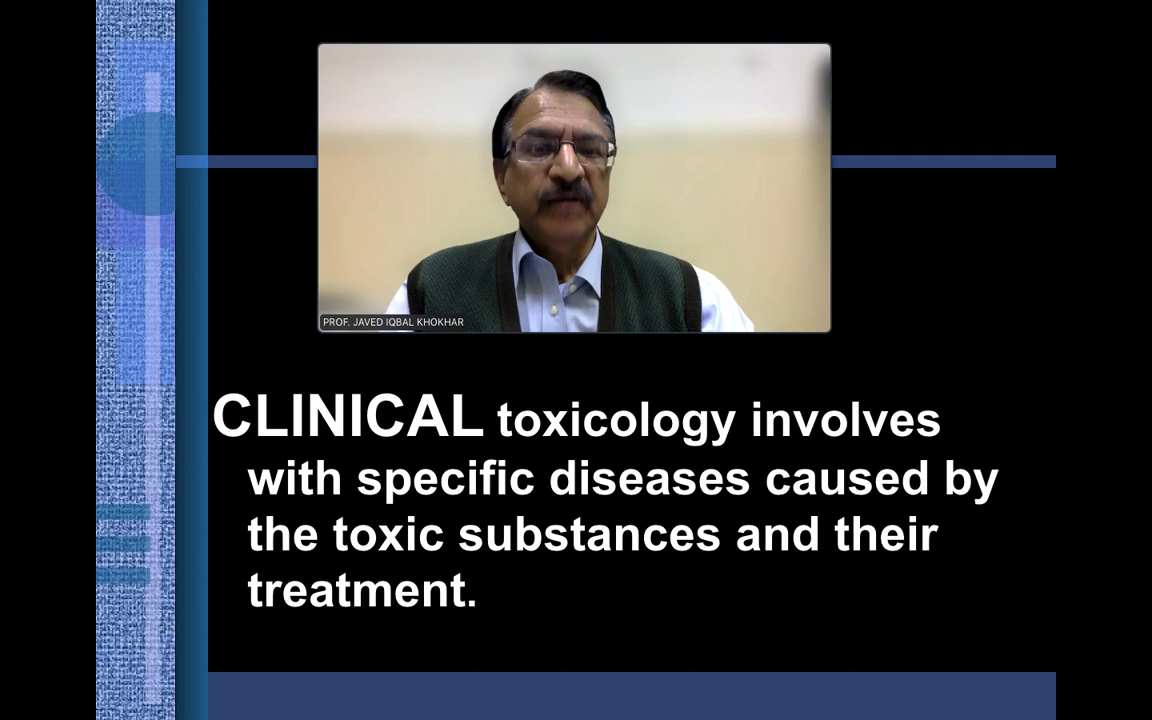 PROF. JAVED IQBAL KHOKHAR
CLINICAL toxicology involves
with specific diseases caused by
the toxic substances and their
treatment.